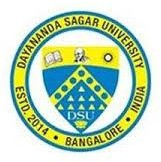 DAYANANDA SAGAR UNIVERSITY
DSU
ESTD. 2014 • BANGALORE • INDIA